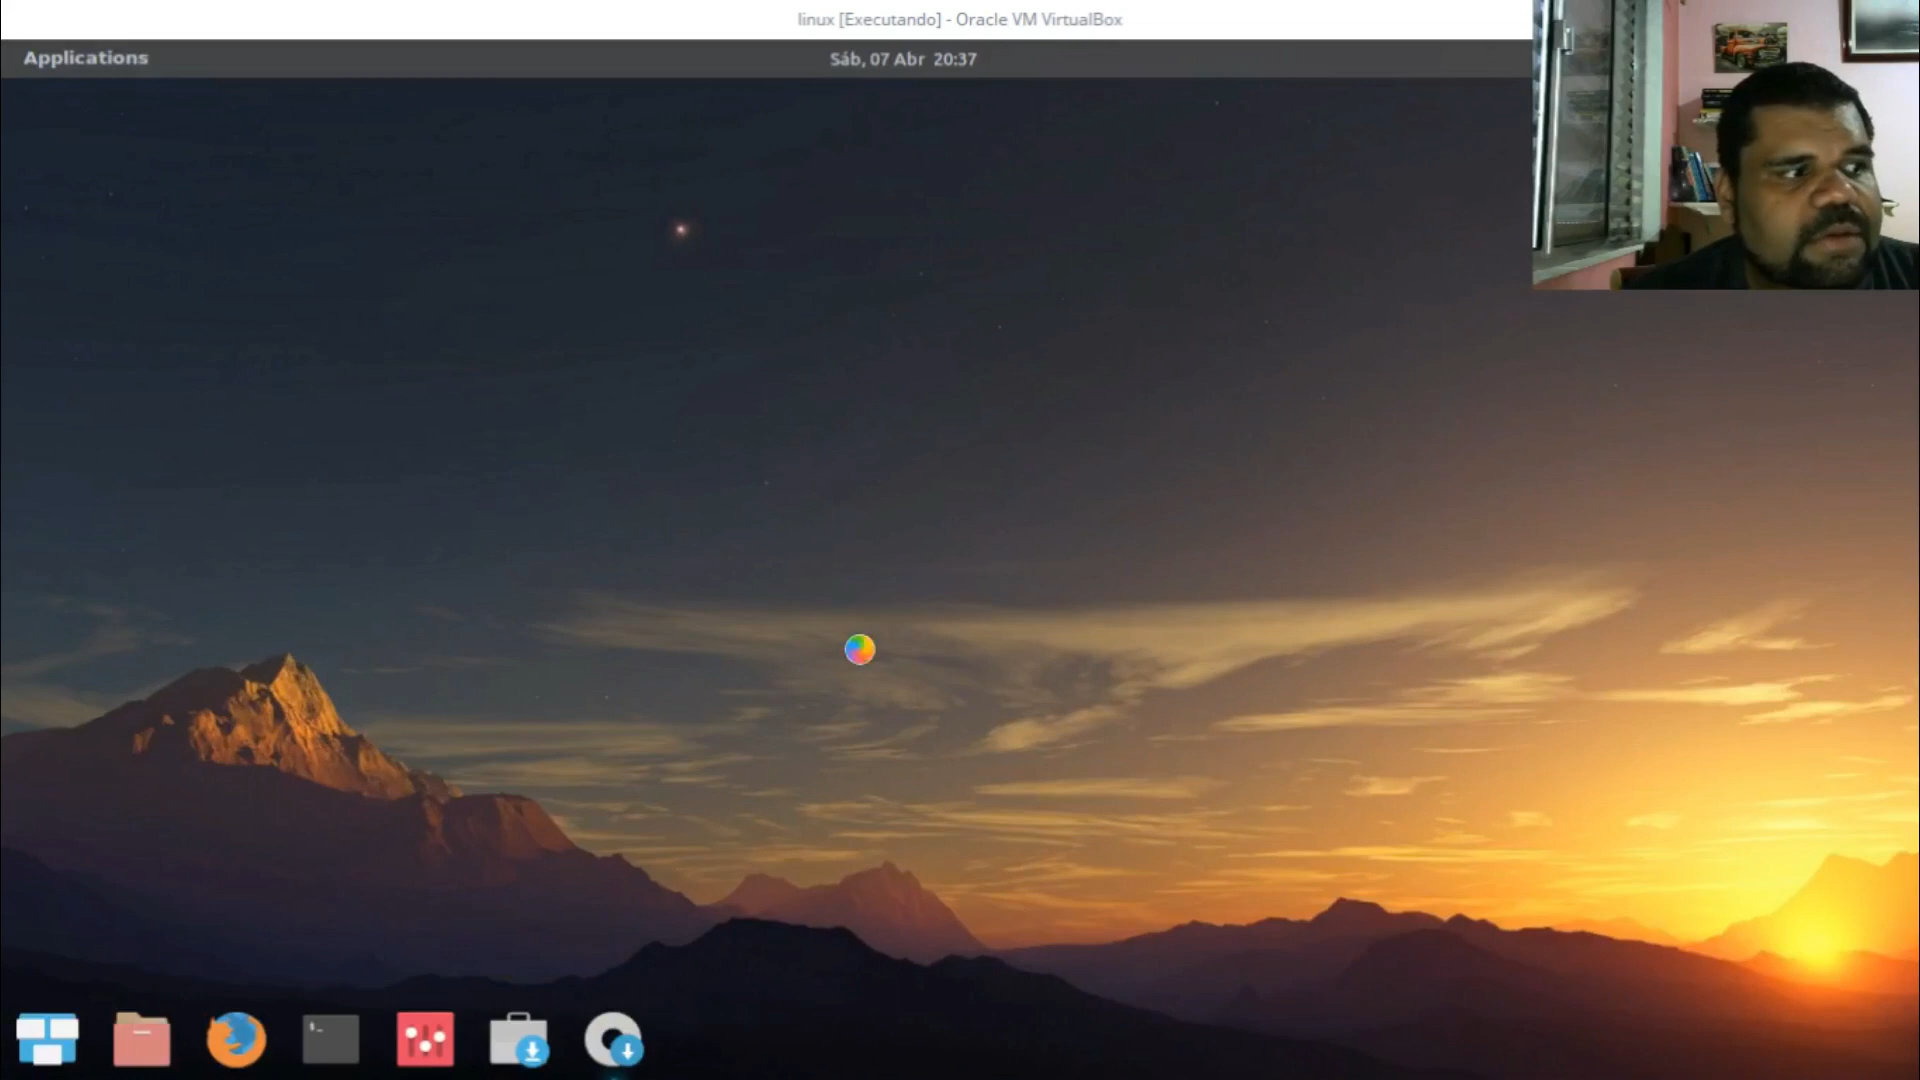 linux [Executando] - Oracle VM VirtualBox
Applications
Sáb, 07 Abr 20:37